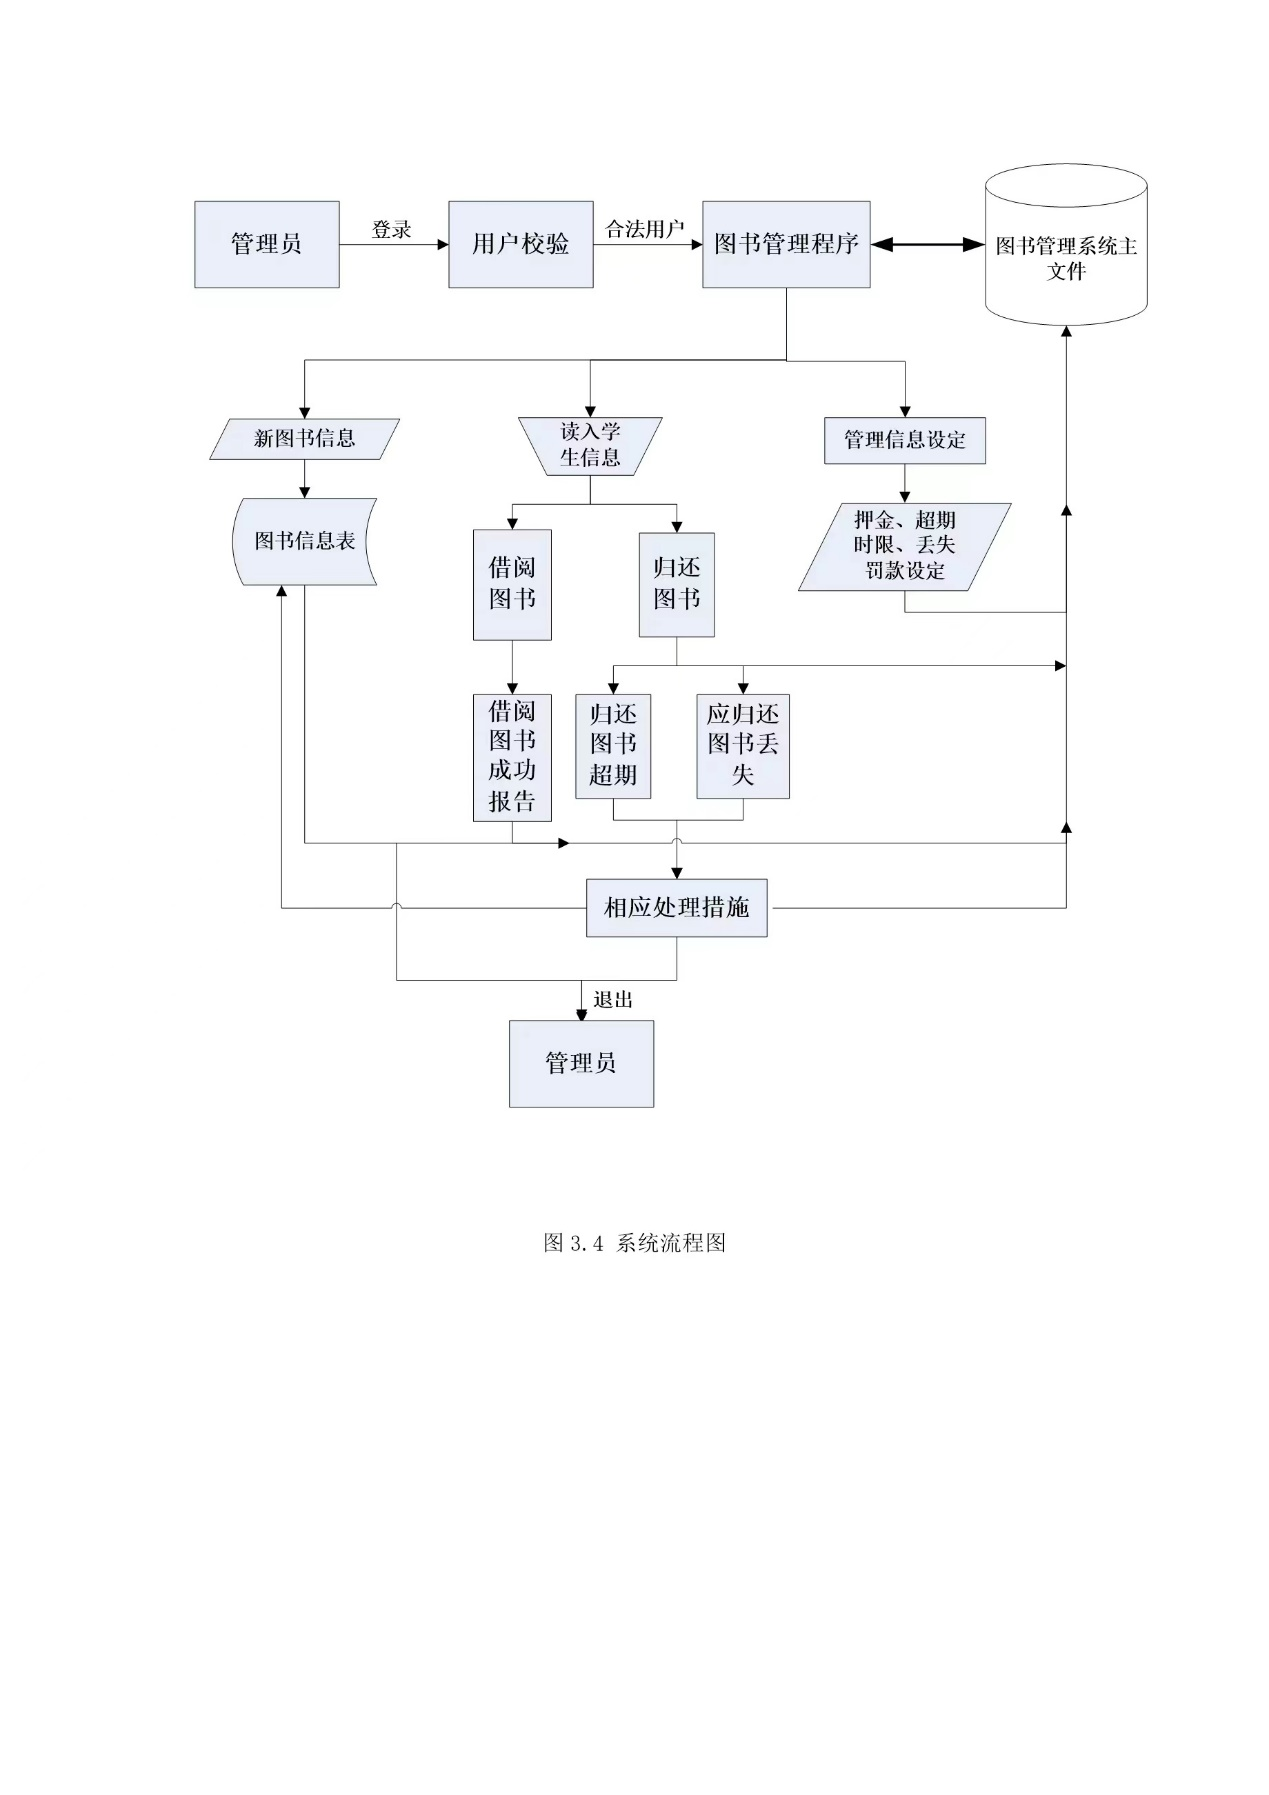 管理员
登录
用户校验
合法用户
图书管理程序
图书管理系统主
文件
新图书信息
读入学
生信息
管理信息设定
图书信息表
借阅
图书
归还
图书
押金、超期
时限、丢失
罚款设定
借阅
图书
成功
报告
归还
图书
超期
应归还
图书丢
失
相应处理措施
退出
管理员
图 3.4 系统流程图